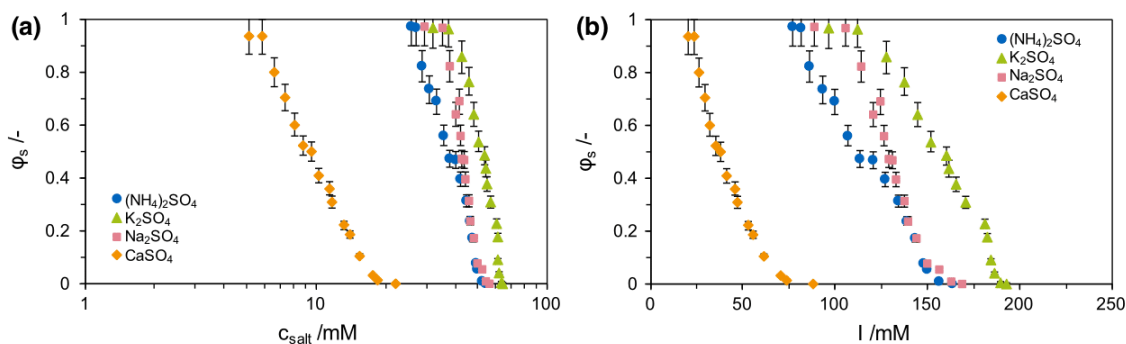 (a)
1
0.8
0.6
0.4
0.2
0
φₛ /-
(NH₄)₂SO₄
K₂SO₄
Na₂SO₄
CaSO₄
1
10
100
c_salt /mM
(b)
1
0.8
0.6
0.4
0.2
0
φₛ /-
(NH₄)₂SO₄
K₂SO₄
Na₂SO₄
CaSO₄
0
50
100
150
200
250
I /mM